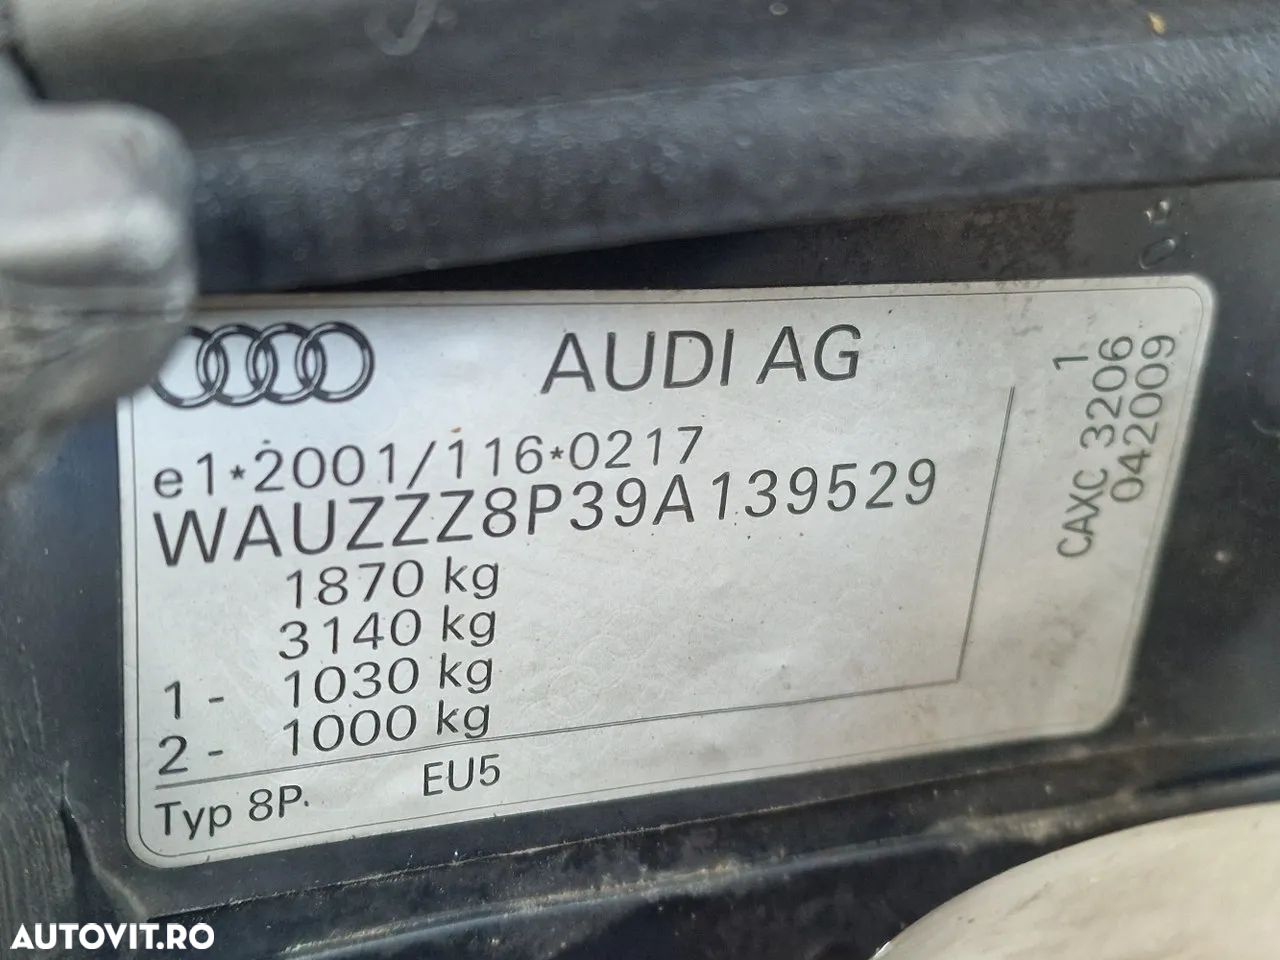 AUDI AG
e1*2001/116*0217
WAUZZZ8P39A139529
1870 kg
3140 kg
1 - 1030 kg
2 - 1000 kg
Typ 8P. EU5
1
CAXC 3206
042009
AUTOVIT.RO